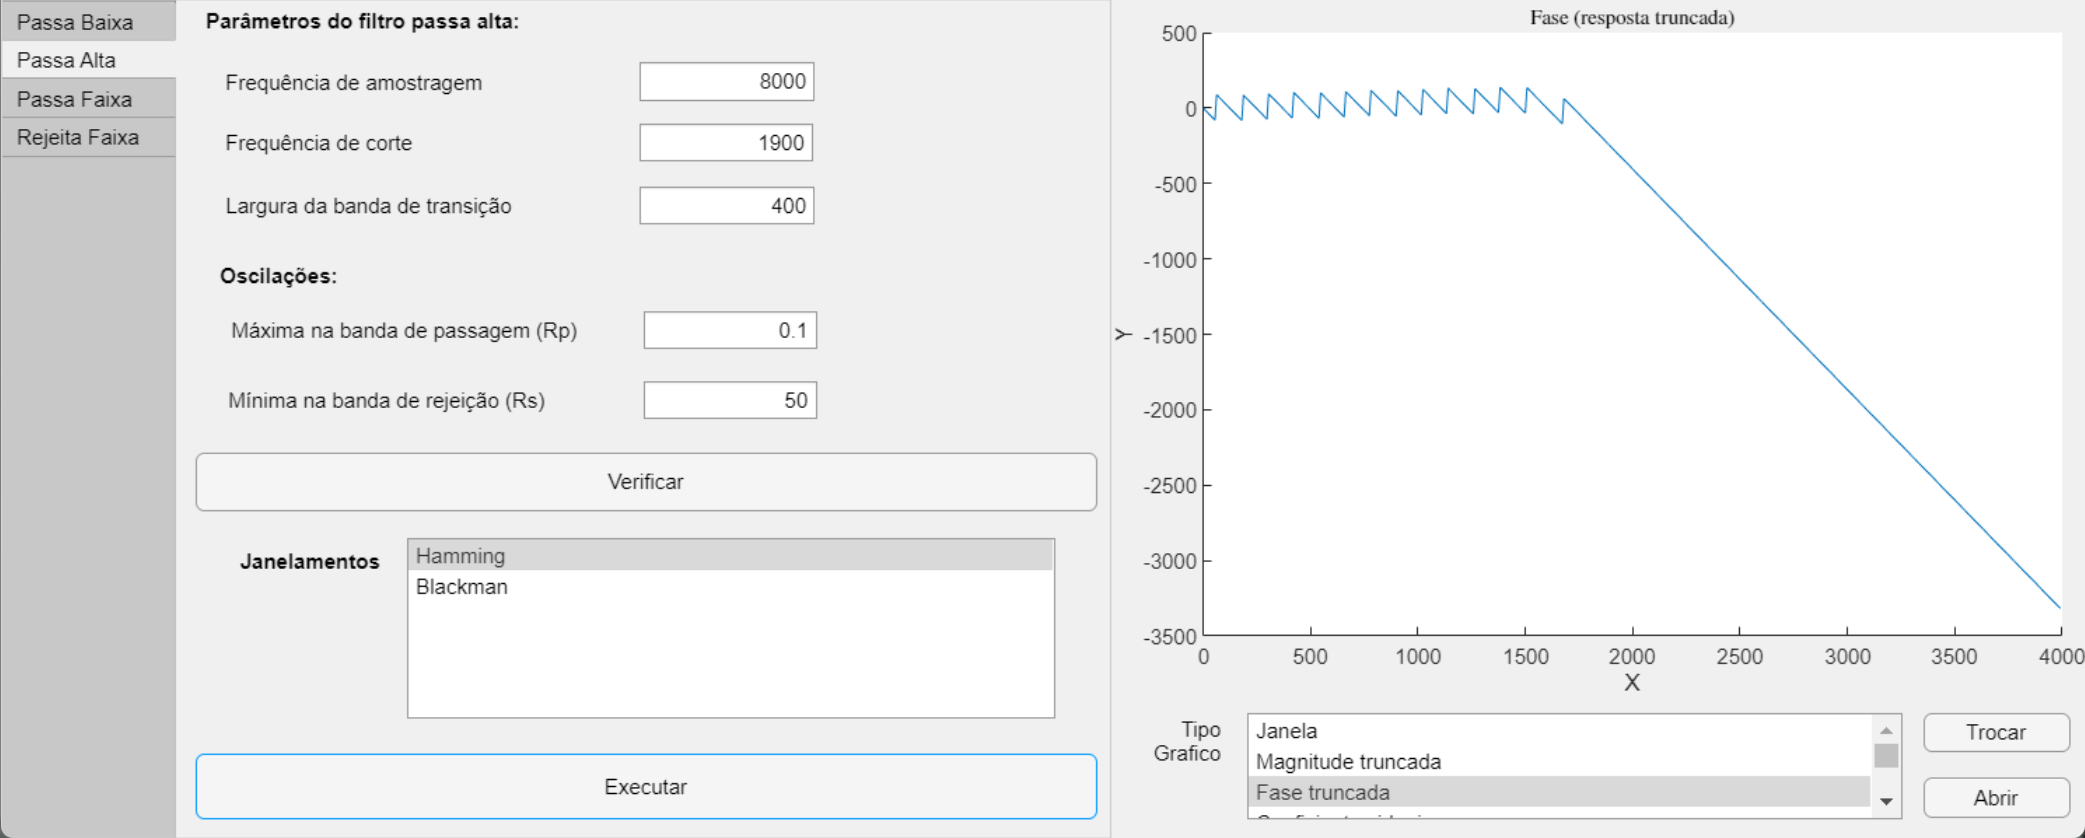 Passa Baixa
Passa Alta
Passa Faixa
Rejeita Faixa
Parâmetros do filtro passa alta:
Frequência de amostragem 8000
Frequência de corte 1900
Largura da banda de transição 400
Oscilações:
Máxima na banda de passagem (Rp) 0.1
Mínima na banda de rejeição (Rs) 50
Verificar
Janelamentos
Hamming
Blackman
Executar
Fase (resposta truncada)
500
0
-500
-1000
-1500
-2000
-2500
-3000
-3500
Y
0 500 1000 1500 2000 2500 3000 3500 4000
X
Tipo
Grafico
Janela
Magnitude truncada
Fase truncada
Trocar
Abrir